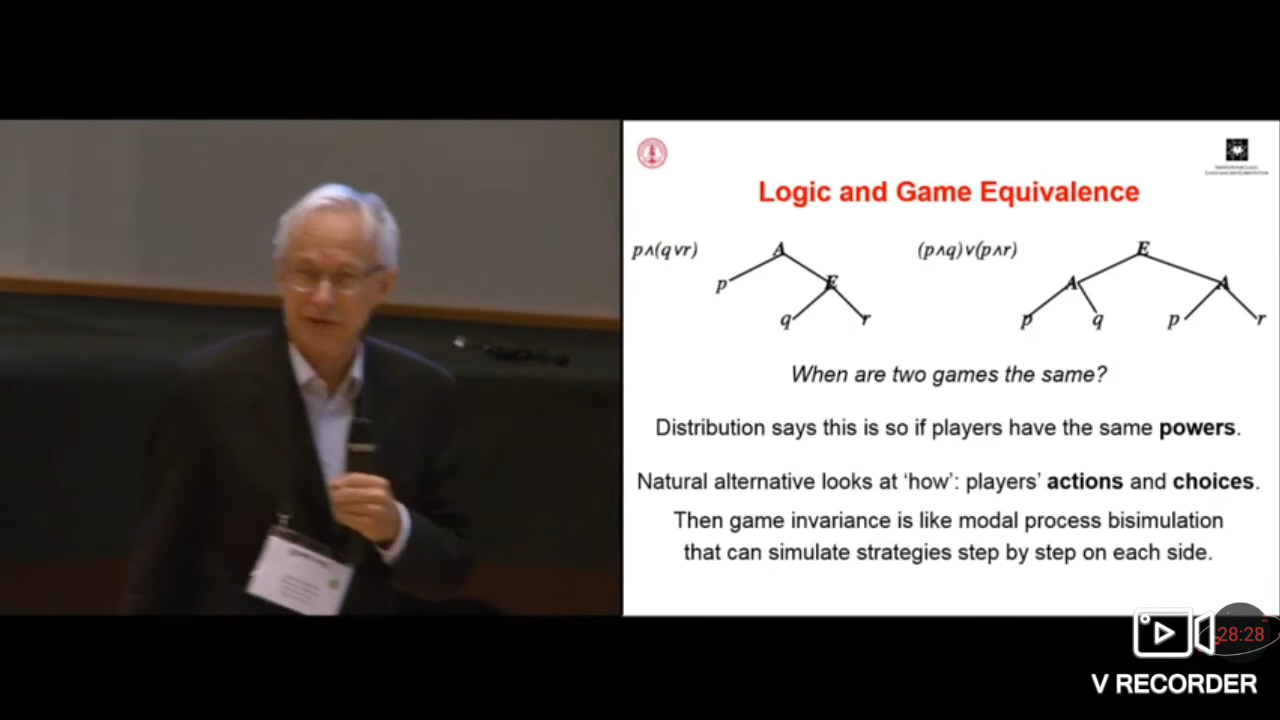 Logic and Game Equivalence
p∧(q∨r)
A
p
E
q
r
(p∧q)∨(p∧r)
E
A
A
p
q
p
r
When are two games the same?
Distribution says this is so if players have the same powers.
Natural alternative looks at ‘how’: players’ actions and choices.
Then game invariance is like modal process bisimulation
that can simulate strategies step by step on each side.
28:28
V RECORDER